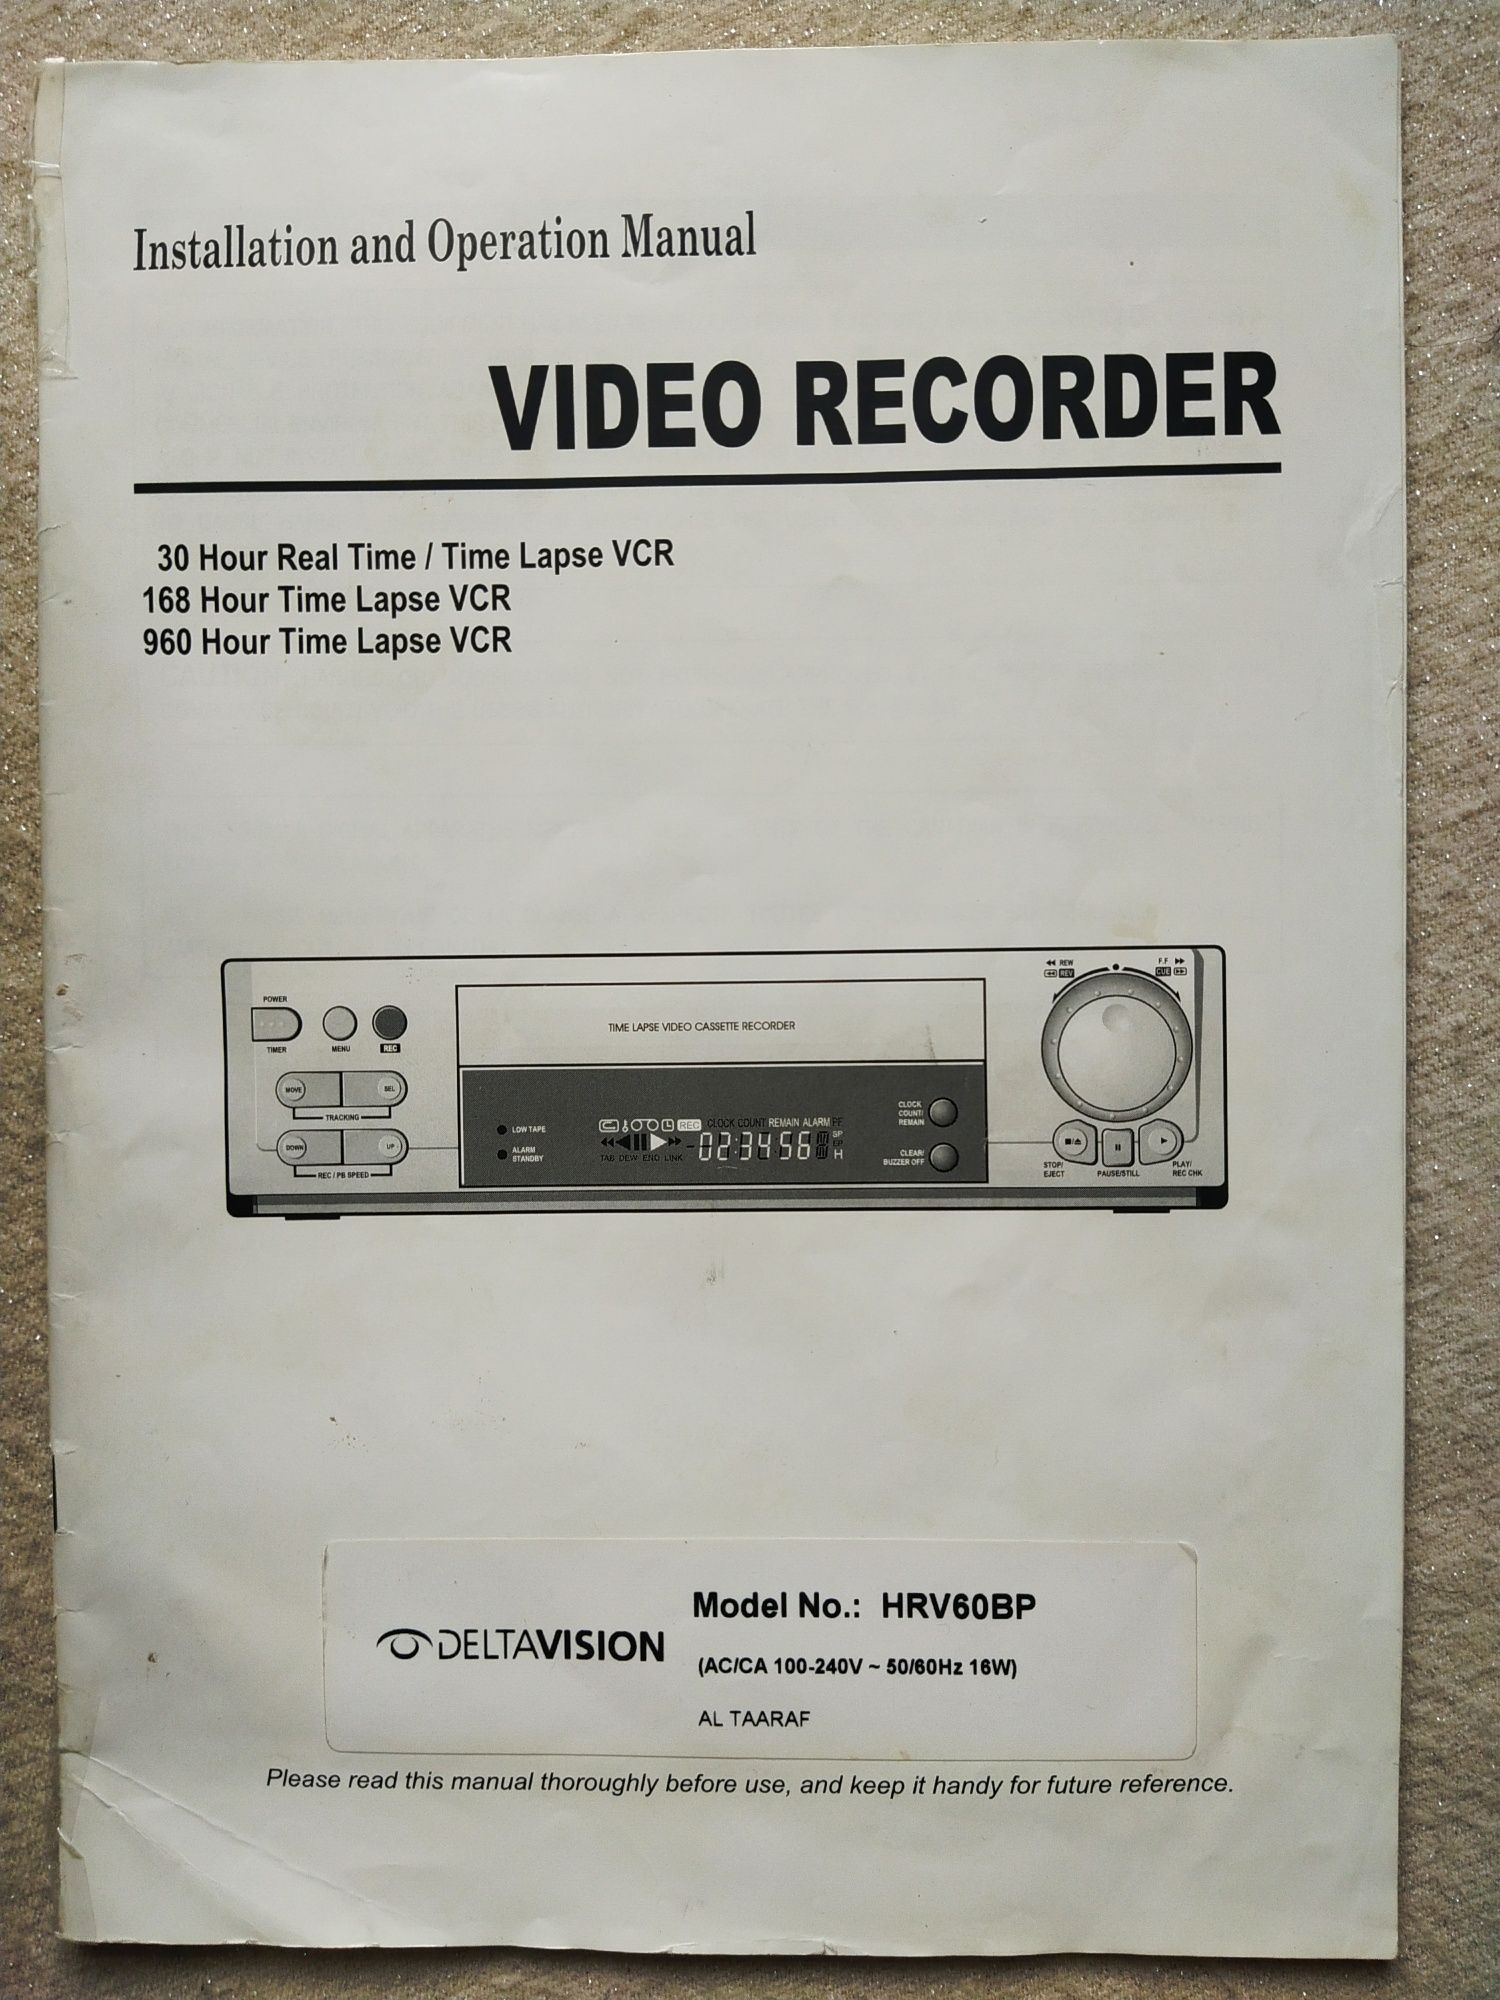 Installation and Operation Manual
VIDEO RECORDER
30 Hour Real Time / Time Lapse VCR
168 Hour Time Lapse VCR
960 Hour Time Lapse VCR
POWER
TIMER
MENU
REC
MOVE
SEL
TRACKING
DOWN
UP
REC / PB SPEED
TIME LAPSE VIDEO CASSETTE RECORDER
LOW TAPE
ALARM
STANDBY
REC CLOCK COUNT REMAIN ALARM PF
-02:3456
SP
EP
H
TAB DEW END LINK
CLOCK
COUNT/
REMAIN
CLEAR/
BUZZER OFF
◀◀ REW
REV
F.F ▶▶
CUE
■/▲
STOP/
EJECT
PAUSE/STILL
PLAY/
REC CHK
DELTAVISION
Model No.: HRV60BP
(AC/CA 100-240V ~ 50/60Hz 16W)
AL TAARAF
Please read this manual thoroughly before use, and keep it handy for future reference.